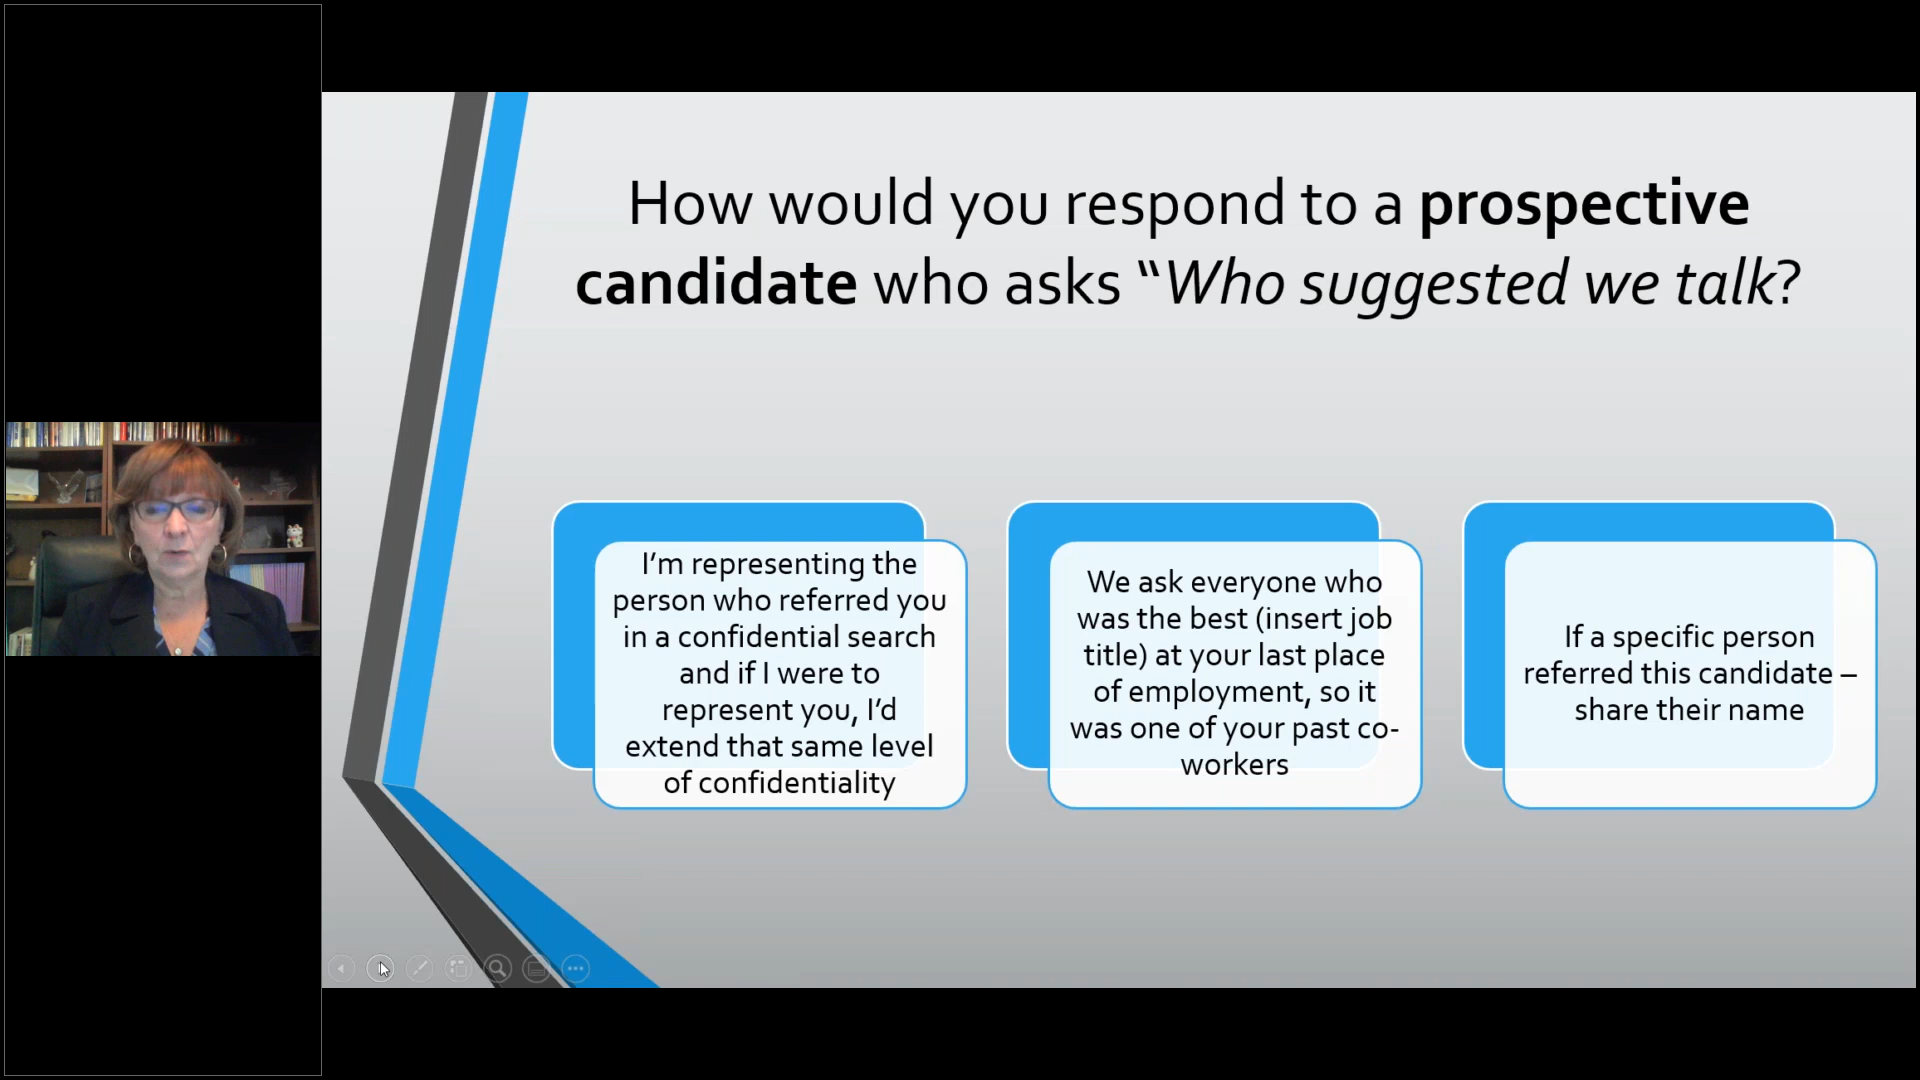 How would you respond to a prospective
candidate who asks “Who suggested we talk?
I’m representing the
person who referred you
in a confidential search
and if I were to
represent you, I’d
extend that same level
of confidentiality
We ask everyone who
was the best (insert job
title) at your last place
of employment, so it
was one of your past co-
workers
If a specific person
referred this candidate –
share their name